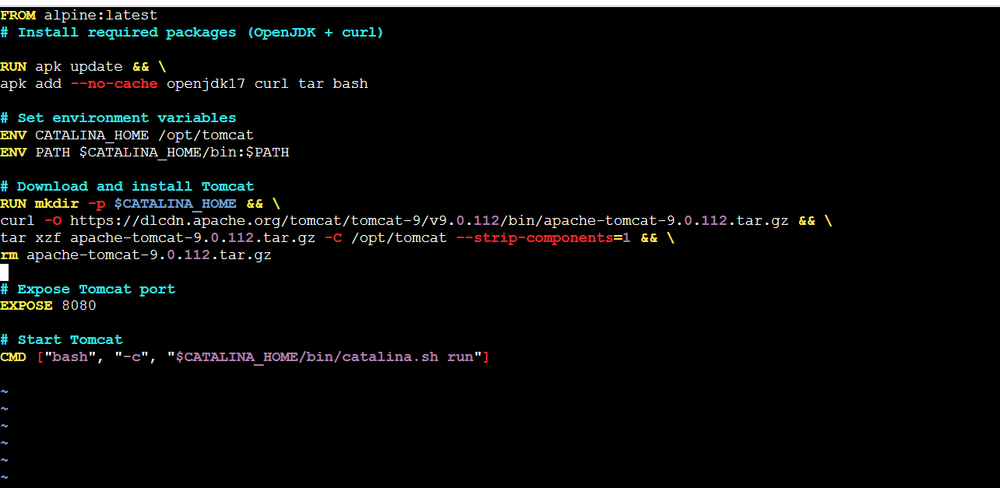 FROM alpine:latest
# Install required packages (OpenJDK + curl)
RUN apk update && \
apk add --no-cache openjdk17 curl tar bash
# Set environment variables
ENV CATALINA_HOME /opt/tomcat
ENV PATH $CATALINA_HOME/bin:$PATH
# Download and install Tomcat
RUN mkdir -p $CATALINA_HOME && \
curl -O https://dlcdn.apache.org/tomcat/tomcat-9/v9.0.112/bin/apache-tomcat-9.0.112.tar.gz && \
tar xzf apache-tomcat-9.0.112.tar.gz -C /opt/tomcat --strip-components=1 && \
rm apache-tomcat-9.0.112.tar.gz
# Expose Tomcat port
EXPOSE 8080
# Start Tomcat
CMD ["bash", "-c", "$CATALINA_HOME/bin/catalina.sh run"]
~
~
~
~
~
~